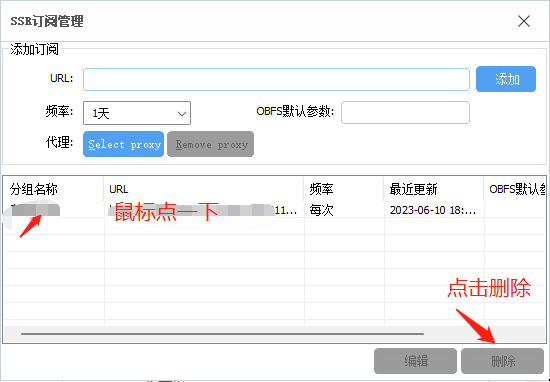 SSR订阅管理
添加订阅
URL:
添加
频率: 1天 OBFS默认参数:
代理: Select proxy Remove proxy
分组名称 URL 频率 最近更新 OBFS默认参
鼠标点一下 11... 每次 2023-06-10 18:...
点击删除
编辑 删除